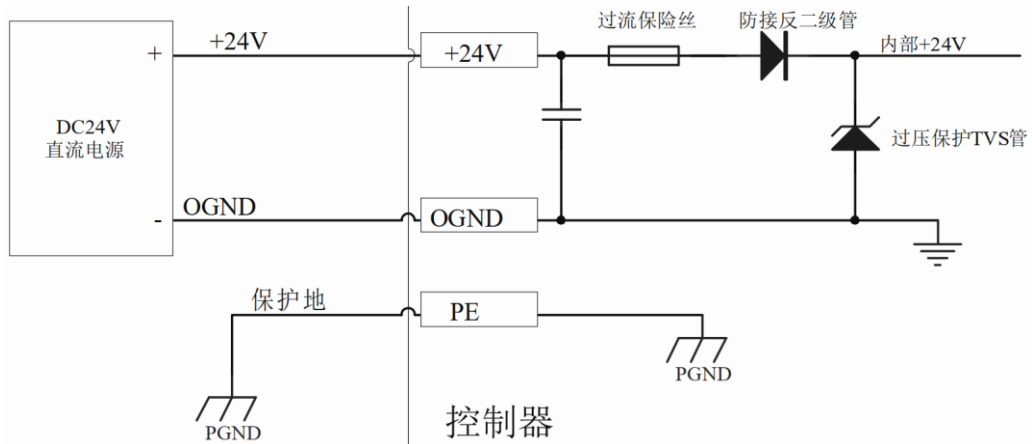 过流保险丝
防接反二级管
+
+24V
+24V
内部+24V
DC24V
直流电源
过压保护TVS管
-
OGND
OGND
保护地
PE
PGND
PGND
控制器